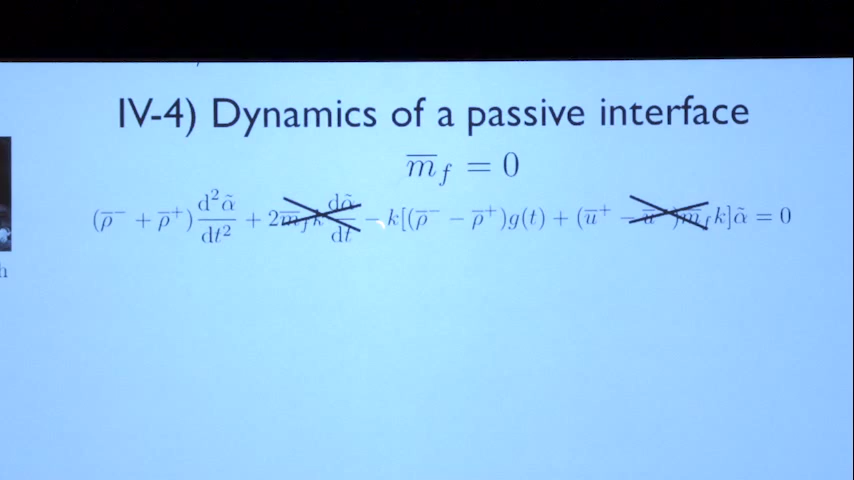 IV-4) Dynamics of a passive interface
m̅_f = 0
(ρ̅⁻ + ρ̅⁺) d²α̃/dt² + 2m̅_f k dα̃/dt − k[(ρ̅⁻ − ρ̅⁺)g(t) + (u̅⁺ − u̅⁻)m̅_f k]α̃ = 0
h